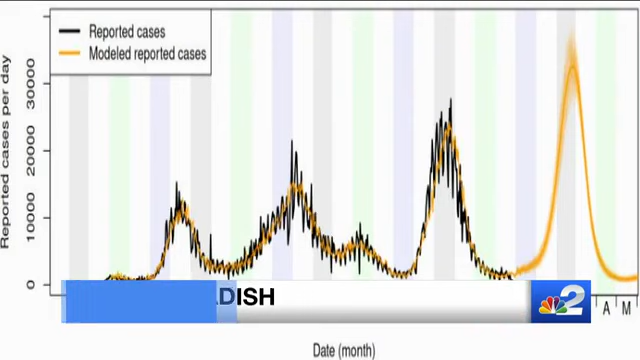 Reported cases
Modeled reported cases
Reported cases per day
30000
20000
10000
0
DISH
2
A M
Date (month)